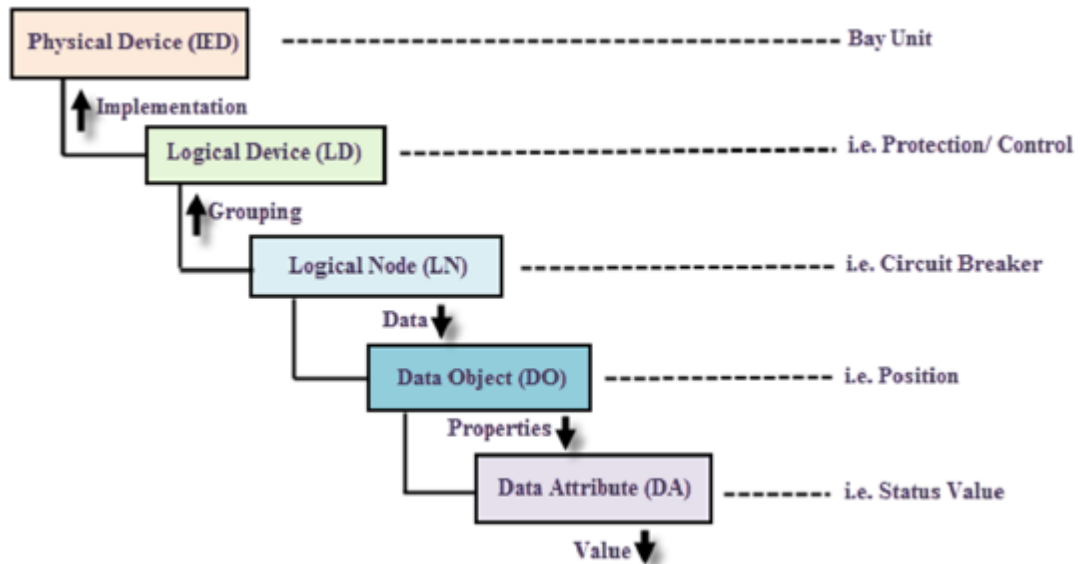 Physical Device (IED)
Bay Unit
Implementation
Logical Device (LD)
i.e. Protection/ Control
Grouping
Logical Node (LN)
i.e. Circuit Breaker
Data
Data Object (DO)
i.e. Position
Properties
Data Attribute (DA)
i.e. Status Value
Value